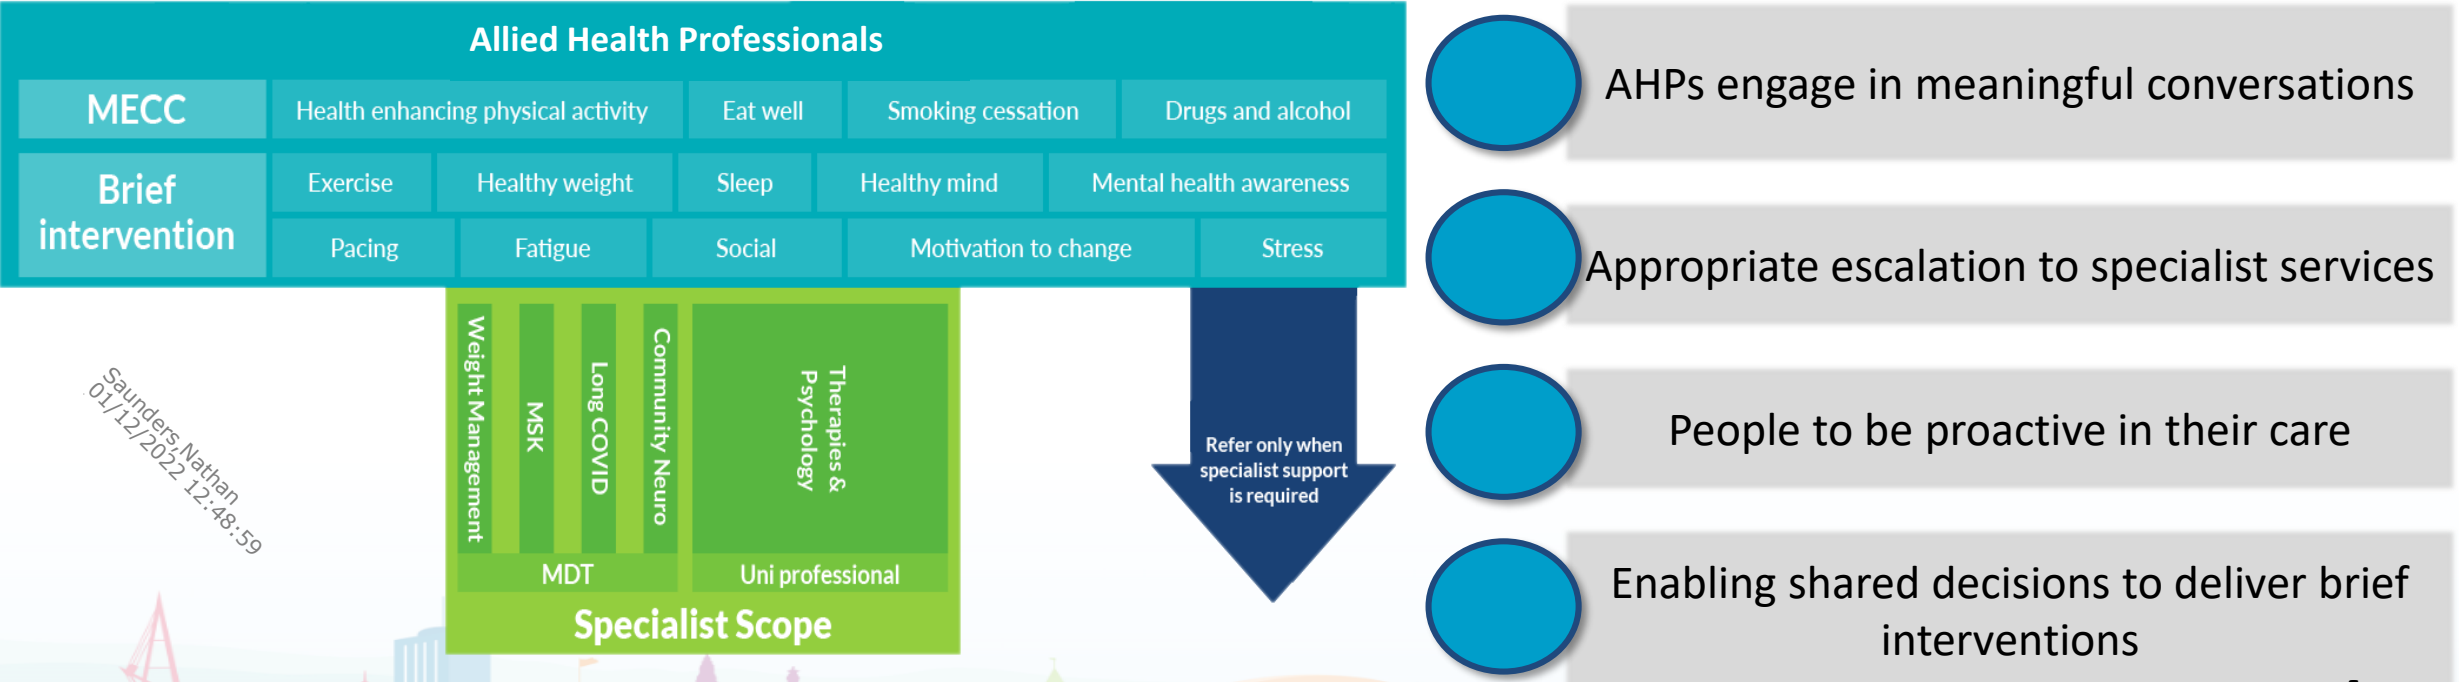 Allied Health Professionals
MECC
Health enhancing physical activity
Eat well
Smoking cessation
Drugs and alcohol
Brief
intervention
Exercise
Healthy weight
Sleep
Healthy mind
Mental health awareness
Pacing
Fatigue
Social
Motivation to change
Stress
Weight Management
MSK
Long COVID
Community Neuro
Therapies &
Psychology
MDT
Uni professional
Specialist Scope
Refer only when
specialist support
is required
Saunders,Nathan
01/12/2022 12:48:59
AHPs engage in meaningful conversations
Appropriate escalation to specialist services
People to be proactive in their care
Enabling shared decisions to deliver brief
interventions